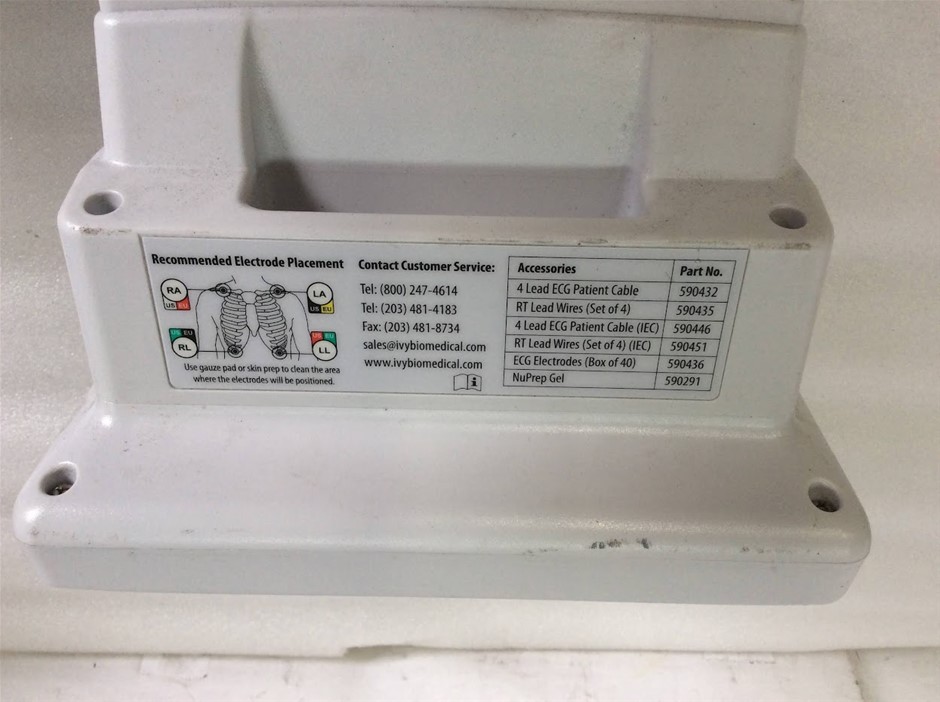 Recommended Electrode Placement
RA
US EU
LA
US EU
US EU
RL
US EU
LL
Use gauze pad or skin prep to clean the area
where the electrodes will be positioned.
Contact Customer Service:
Tel: (800) 247-4614
Tel: (203) 481-4183
Fax: (203) 481-8734
sales@ivybiomedical.com
www.ivybiomedical.com
i
Accessories Part No.
4 Lead ECG Patient Cable 590432
RT Lead Wires (Set of 4) 590435
4 Lead ECG Patient Cable (IEC) 590446
RT Lead Wires (Set of 4) (IEC) 590451
ECG Electrodes (Box of 40) 590436
NuPrep Gel 590291